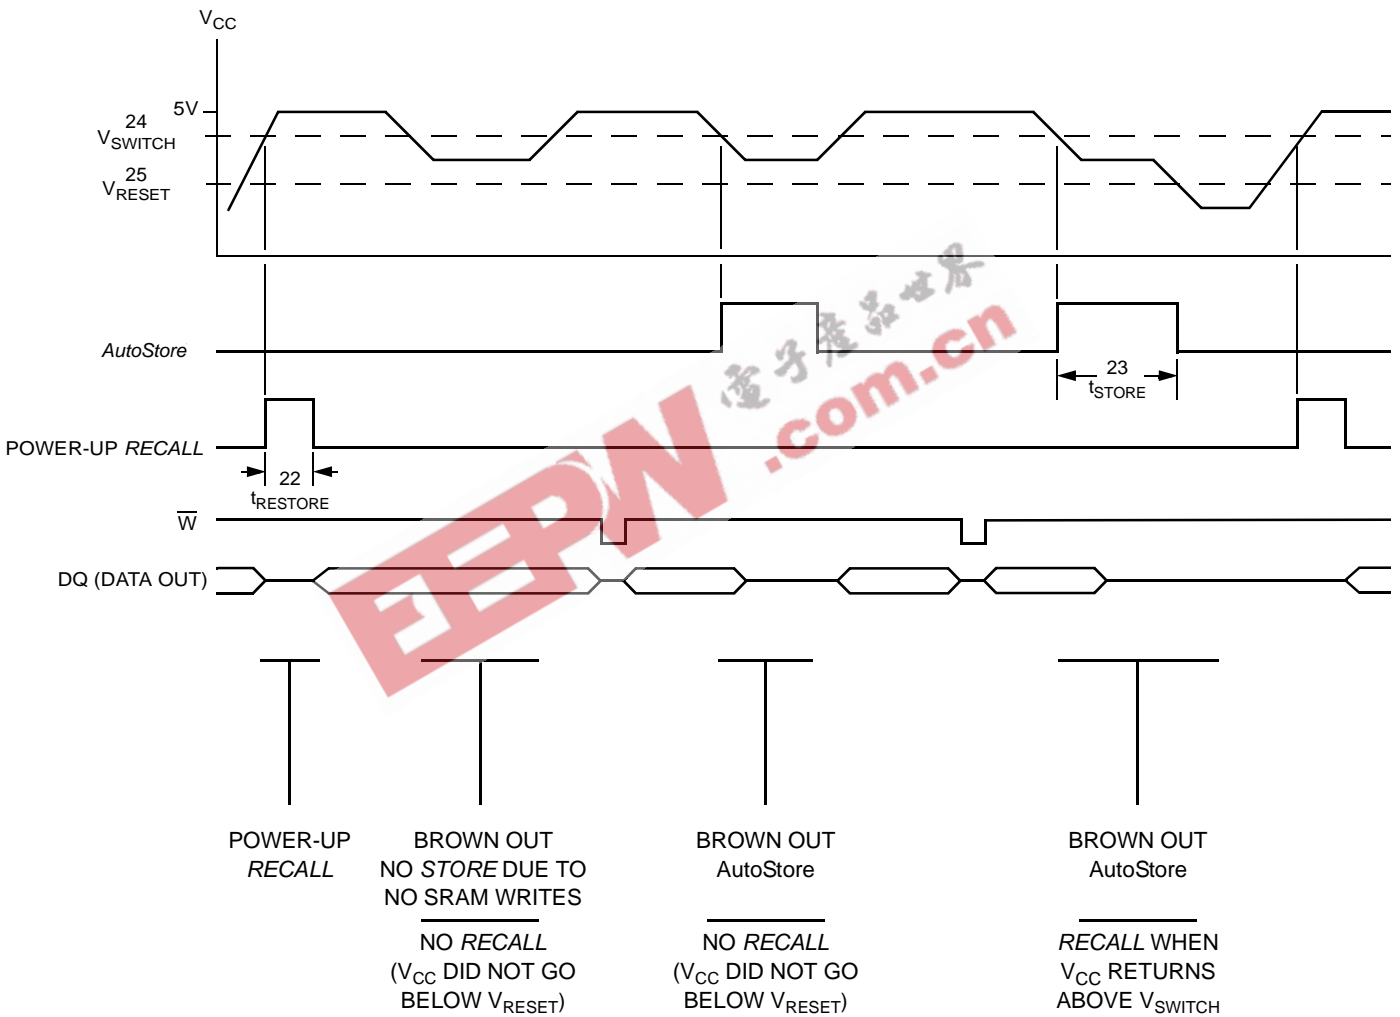 VCC
5V
24
VSWITCH
25
VRESET
AutoStore
23
tSTORE
POWER-UP RECALL
22
tRESTORE
W
DQ (DATA OUT)
電子產品世界
EEPW.com.cn
POWER-UP
RECALL
BROWN OUT
NO STORE DUE TO
NO SRAM WRITES
NO RECALL
(VCC DID NOT GO
BELOW VRESET)
BROWN OUT
AutoStore
NO RECALL
(VCC DID NOT GO
BELOW VRESET)
BROWN OUT
AutoStore
RECALL WHEN
VCC RETURNS
ABOVE VSWITCH